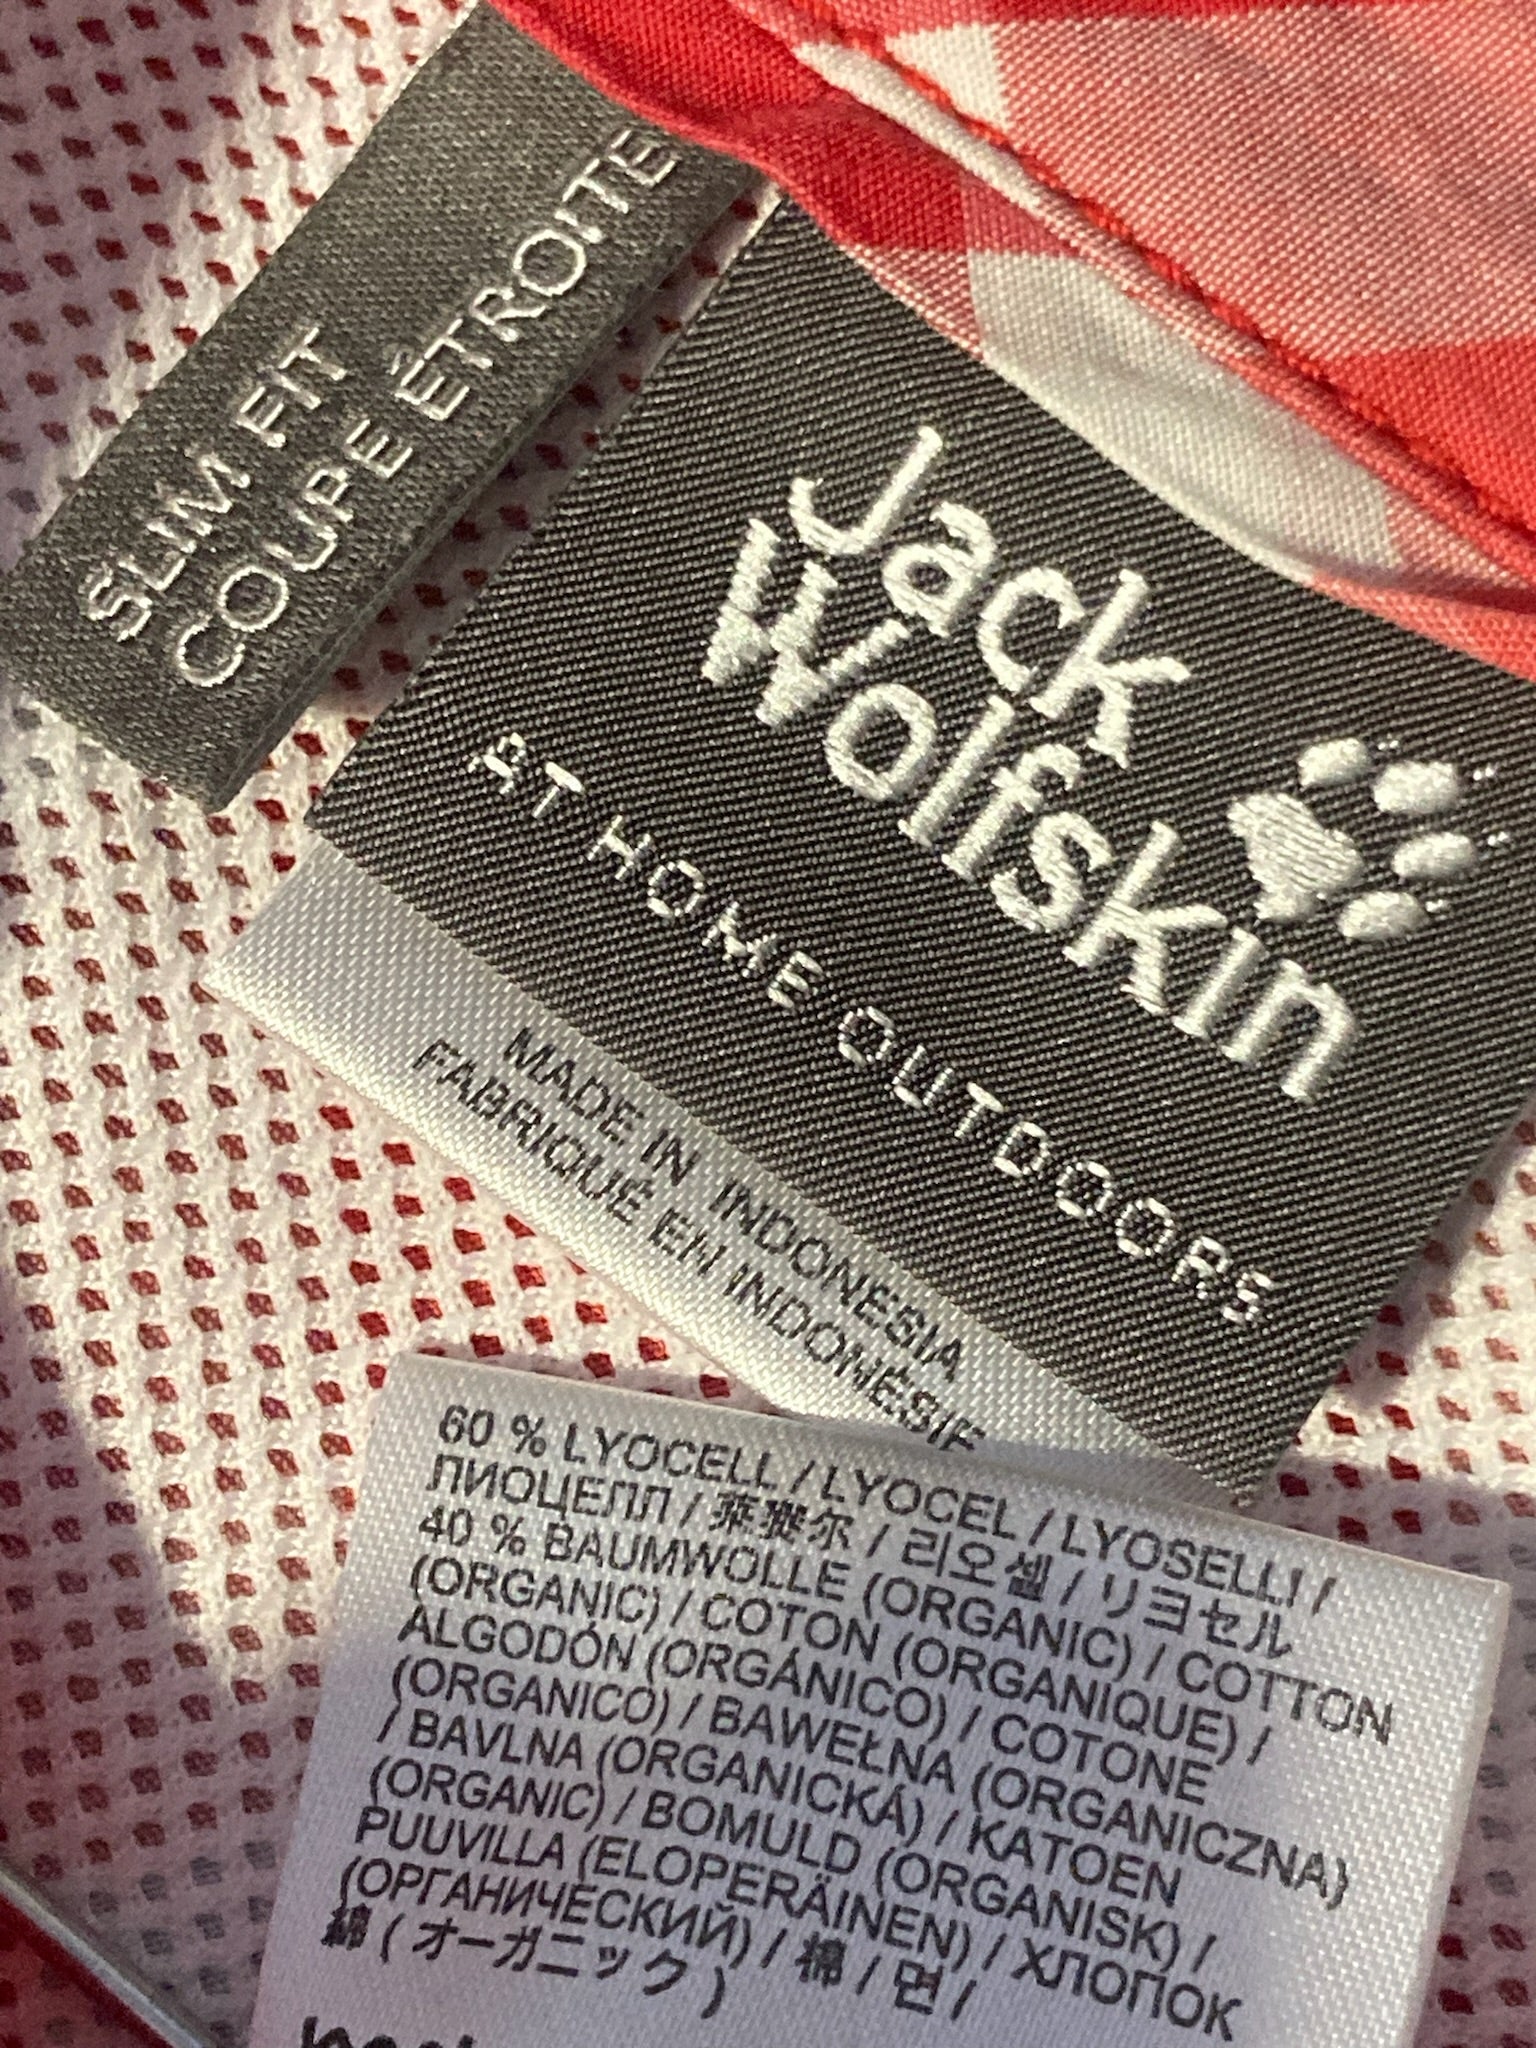 SLIM FIT
COUPE ÉTROITE
Jack
Wolfskin
AT HOME OUTDOORS
MADE IN INDONESIA
FABRIQUÉ EN INDONÉSIE
60 % LYOCELL / LYOCEL / LYOSELLI /
ЛИОЦЕЛЛ / 莱赛尔 / 리오셀 / リヨセル
40 % BAUMWOLLE (ORGANIC) / COTTON
(ORGANIC) / COTON (ORGANIQUE) /
ALGODÓN (ORGÁNICO) / COTONE
(ORGANICO) / BAWEŁNA (ORGANICZNA)
/ BAVLNA (ORGANICKÁ) / KATOEN
(ORGANIC) / BOMULD (ORGANISK) /
PUUVILLA (ELOPERÄINEN) / ХЛОПОК
(ОРГАНИЧЕСКИЙ) / 棉 / 면 /
綿 ( オーガニック )